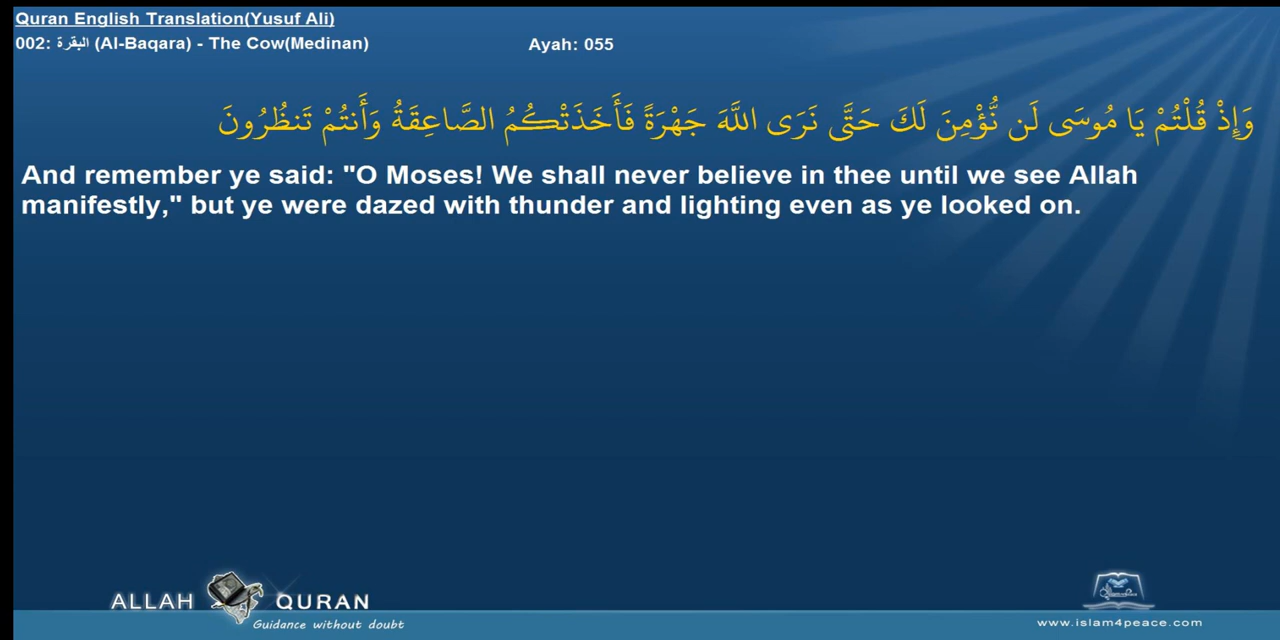 Quran English Translation(Yusuf Ali)
002: البقرة (Al-Baqara) - The Cow(Medinan)
Ayah: 055
وَإِذْ قُلْتُمْ يَا مُوسَى لَن نُّؤْمِنَ لَكَ حَتَّى نَرَى اللَّهَ جَهْرَةً فَأَخَذَتْكُمُ الصَّاعِقَةُ وَأَنتُمْ تَنظُرُونَ
And remember ye said: "O Moses! We shall never believe in thee until we see Allah
manifestly," but ye were dazed with thunder and lighting even as ye looked on.
ALLAH QURAN
Guidance without doubt
www.islam4peace.com